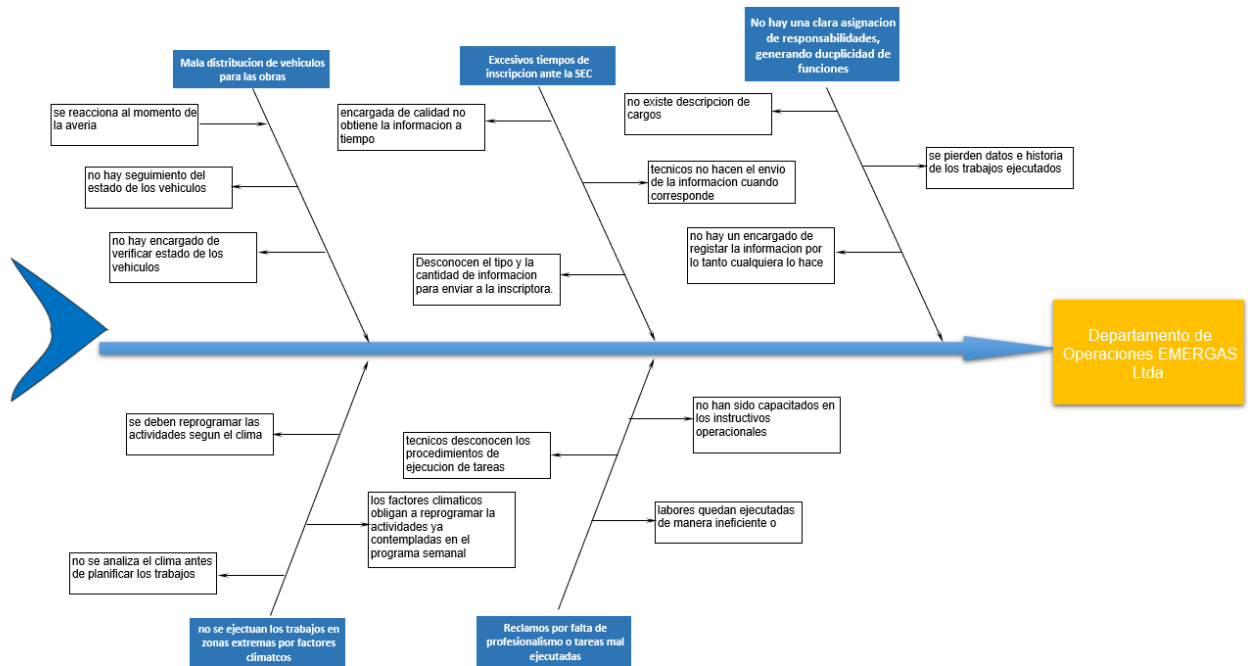 Mala distribucion de vehiculos
para las obras
Excesivos tiempos de
inscripcion ante la SEC
No hay una clara asignacion
de responsabilidades,
generando ducplicidad de
funciones
se reacciona al momento de
la averia
no hay seguimiento del
estado de los vehiculos
no hay encargado de
verificar estado de los
vehiculos
encargada de calidad no
obtiene la informacion a
tiempo
tecnicos no hacen el envio
de la informacion cuando
corresponde
Desconocen el tipo y la
cantidad de informacion
para enviar a la inscriptora.
no existe descripcion de
cargos
se pierden datos e historia
de los trabajos ejecutados
no hay un encargado de
registar la informacion por
lo tanto cualquiera lo hace
Departamento de
Operaciones EMERGAS
Ltda.
se deben reprogramar las
actividades segun el clima
los factores climaticos
obligan a reprogramar la
actividades ya
contempladas en el
programa semanal
no se analiza el clima antes
de planificar los trabajos
no han sido capacitados en
los instructivos
operacionales
tecnicos desconocen los
procedimientos de
ejecucion de tareas
labores quedan ejecutadas
de manera ineficiente o
no se ejectuan los trabajos en
zonas extremas por factores
climatcos
Reclamos por falta de
profesionalismo o tareas mal
ejecutadas